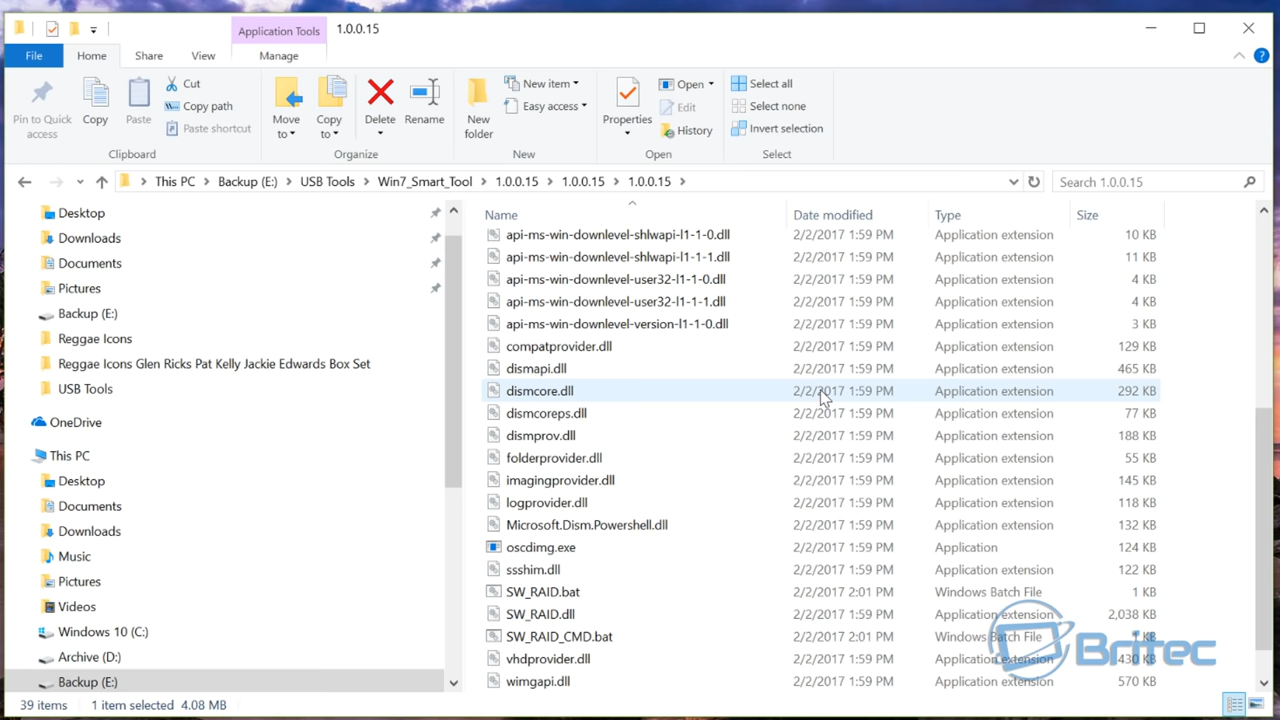 Application Tools
1.0.0.15
File
Home
Share
View
Manage
Pin to Quick access
Copy
Paste
Cut
Copy path
Paste shortcut
Clipboard
Move to
Copy to
Delete
Rename
Organize
New folder
New item
Easy access
New
Properties
Open
Edit
History
Open
Select all
Select none
Invert selection
Select
This PC > Backup (E:) > USB Tools > Win7_Smart_Tool > 1.0.0.15 > 1.0.0.15 > 1.0.0.15 >
Search 1.0.0.15
Desktop
Downloads
Documents
Pictures
Backup (E:)
Reggae Icons
Reggae Icons Glen Ricks Pat Kelly Jackie Edwards Box Set
USB Tools
OneDrive
This PC
Desktop
Documents
Downloads
Music
Pictures
Videos
Windows 10 (C:)
Archive (D:)
Backup (E:)
Name Date modified Type Size
api-ms-win-downlevel-shlwapi-l1-1-0.dll 2/2/2017 1:59 PM Application extension 10 KB
api-ms-win-downlevel-shlwapi-l1-1-1.dll 2/2/2017 1:59 PM Application extension 11 KB
api-ms-win-downlevel-user32-l1-1-0.dll 2/2/2017 1:59 PM Application extension 4 KB
api-ms-win-downlevel-user32-l1-1-1.dll 2/2/2017 1:59 PM Application extension 4 KB
api-ms-win-downlevel-version-l1-1-0.dll 2/2/2017 1:59 PM Application extension 3 KB
compatprovider.dll 2/2/2017 1:59 PM Application extension 129 KB
dismapi.dll 2/2/2017 1:59 PM Application extension 465 KB
dismcore.dll 2/2/2017 1:59 PM Application extension 292 KB
dismcoreps.dll 2/2/2017 1:59 PM Application extension 77 KB
dismprov.dll 2/2/2017 1:59 PM Application extension 188 KB
folderprovider.dll 2/2/2017 1:59 PM Application extension 55 KB
imagingprovider.dll 2/2/2017 1:59 PM Application extension 145 KB
logprovider.dll 2/2/2017 1:59 PM Application extension 118 KB
Microsoft.Dism.Powershell.dll 2/2/2017 1:59 PM Application extension 132 KB
oscdimg.exe 2/2/2017 1:59 PM Application 124 KB
ssshim.dll 2/2/2017 1:59 PM Application extension 122 KB
SW_RAID.bat 2/2/2017 2:01 PM Windows Batch File 1 KB
SW_RAID.dll 2/2/2017 1:59 PM Application extension 2,038 KB
SW_RAID_CMD.bat 2/2/2017 2:01 PM Windows Batch File 1 KB
vhdprovider.dll 2/2/2017 1:59 PM Application extension 430 KB
wimgapi.dll 2/2/2017 1:59 PM Application extension 570 KB
BriTec
39 items 1 item selected 4.08 MB